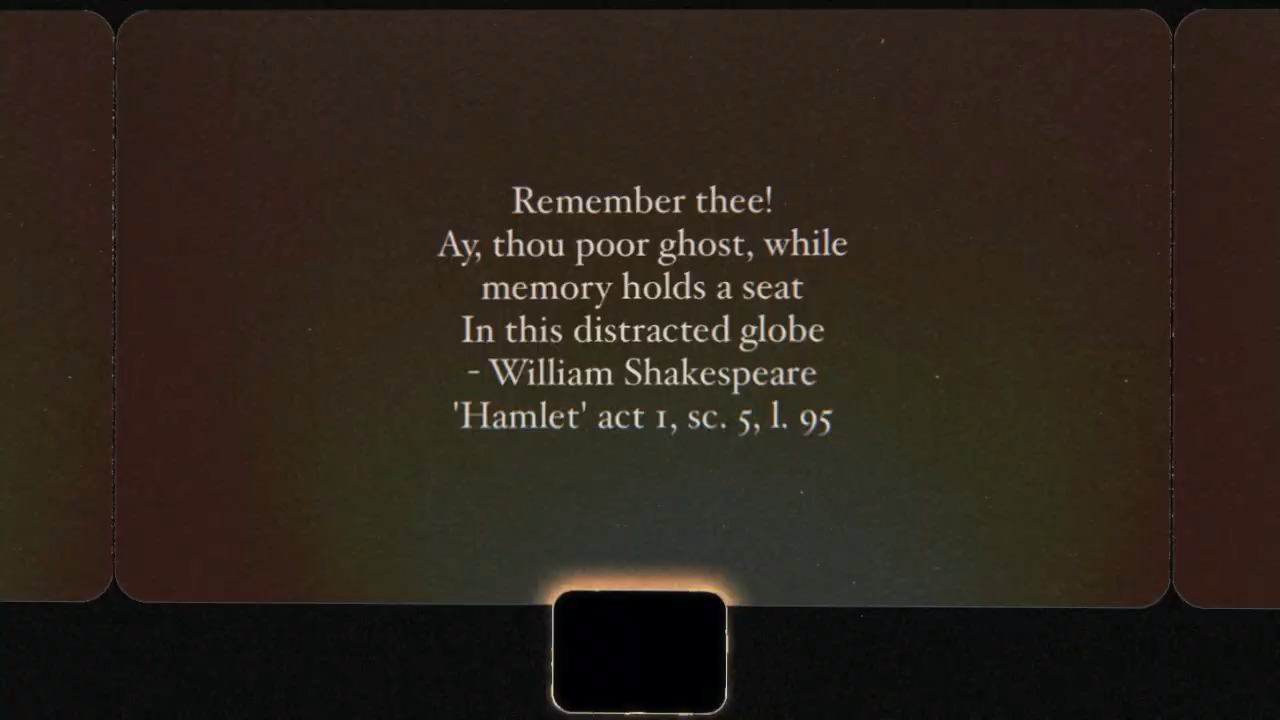 Remember thee!
Ay, thou poor ghost, while
memory holds a seat
In this distracted globe
- William Shakespeare
'Hamlet' act 1, sc. 5, l. 95